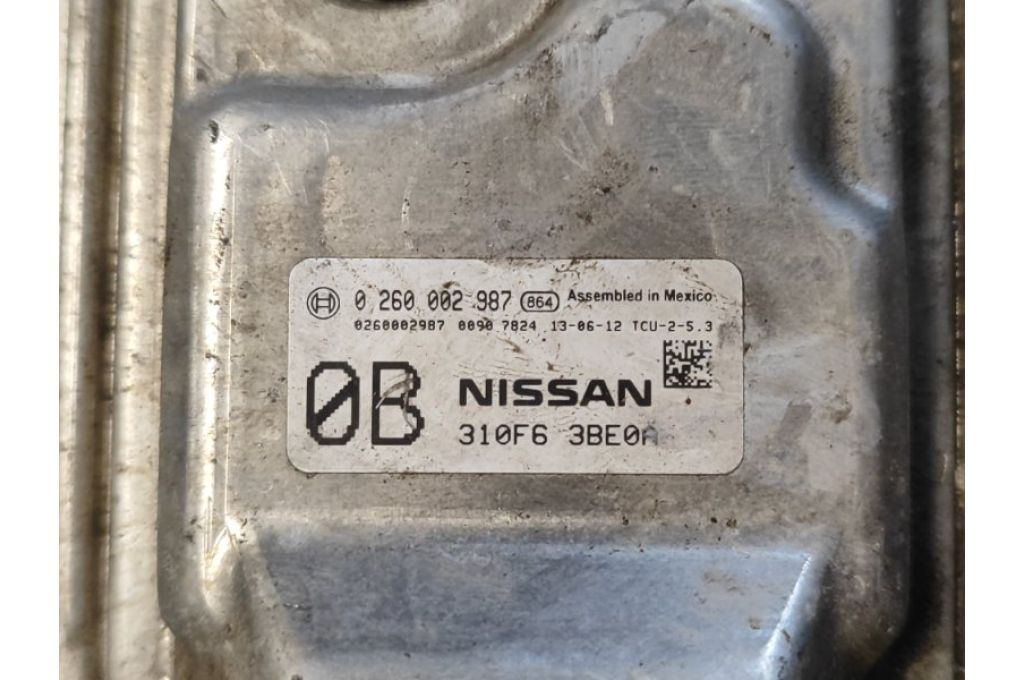 0 260 002 987 864 Assembled in Mexico
0260002987 0090 7824 13-06-12 TCU-2-5.3
0B NISSAN
310F6 3BE0A